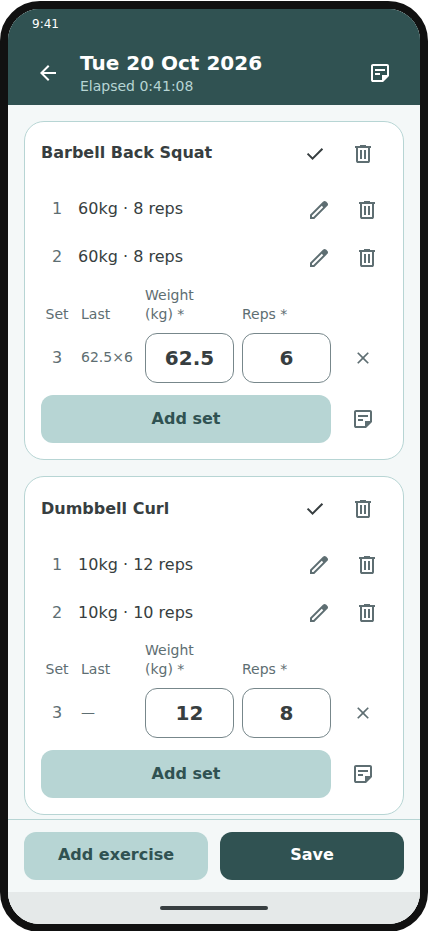 9:41
Tue 20 Oct 2026
Elapsed 0:41:08
Barbell Back Squat
1 60kg · 8 reps
2 60kg · 8 reps
Set Last Weight (kg) * Reps *
3 62.5×6 62.5 6
Add set
Dumbbell Curl
1 10kg · 12 reps
2 10kg · 10 reps
Set Last Weight (kg) * Reps *
3 — 12 8
Add set
Add exercise Save